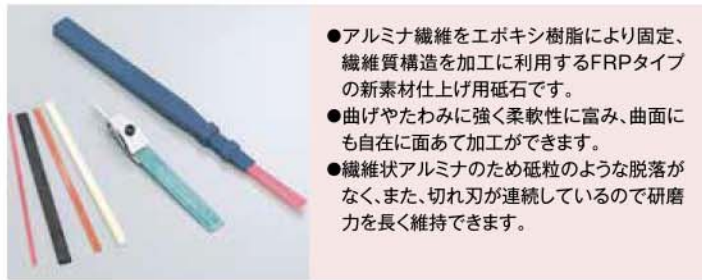 ●アルミナ繊維をエポキシ樹脂により固定、
繊維質構造を加工に利用するFRPタイプ
の新素材仕上げ用砥石です。
●曲げやたわみに強く柔軟性に富み、曲面に
も自在に面あて加工ができます。
●繊維状アルミナのため砥粒のような脱落が
なく、また、切れ刃が連続しているので研磨
力を長く維持できます。